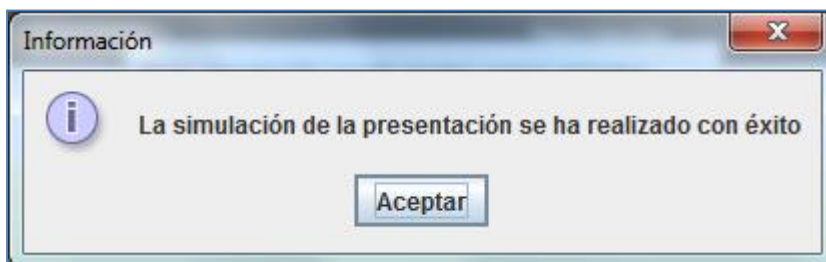 Información
La simulación de la presentación se ha realizado con éxito
Aceptar